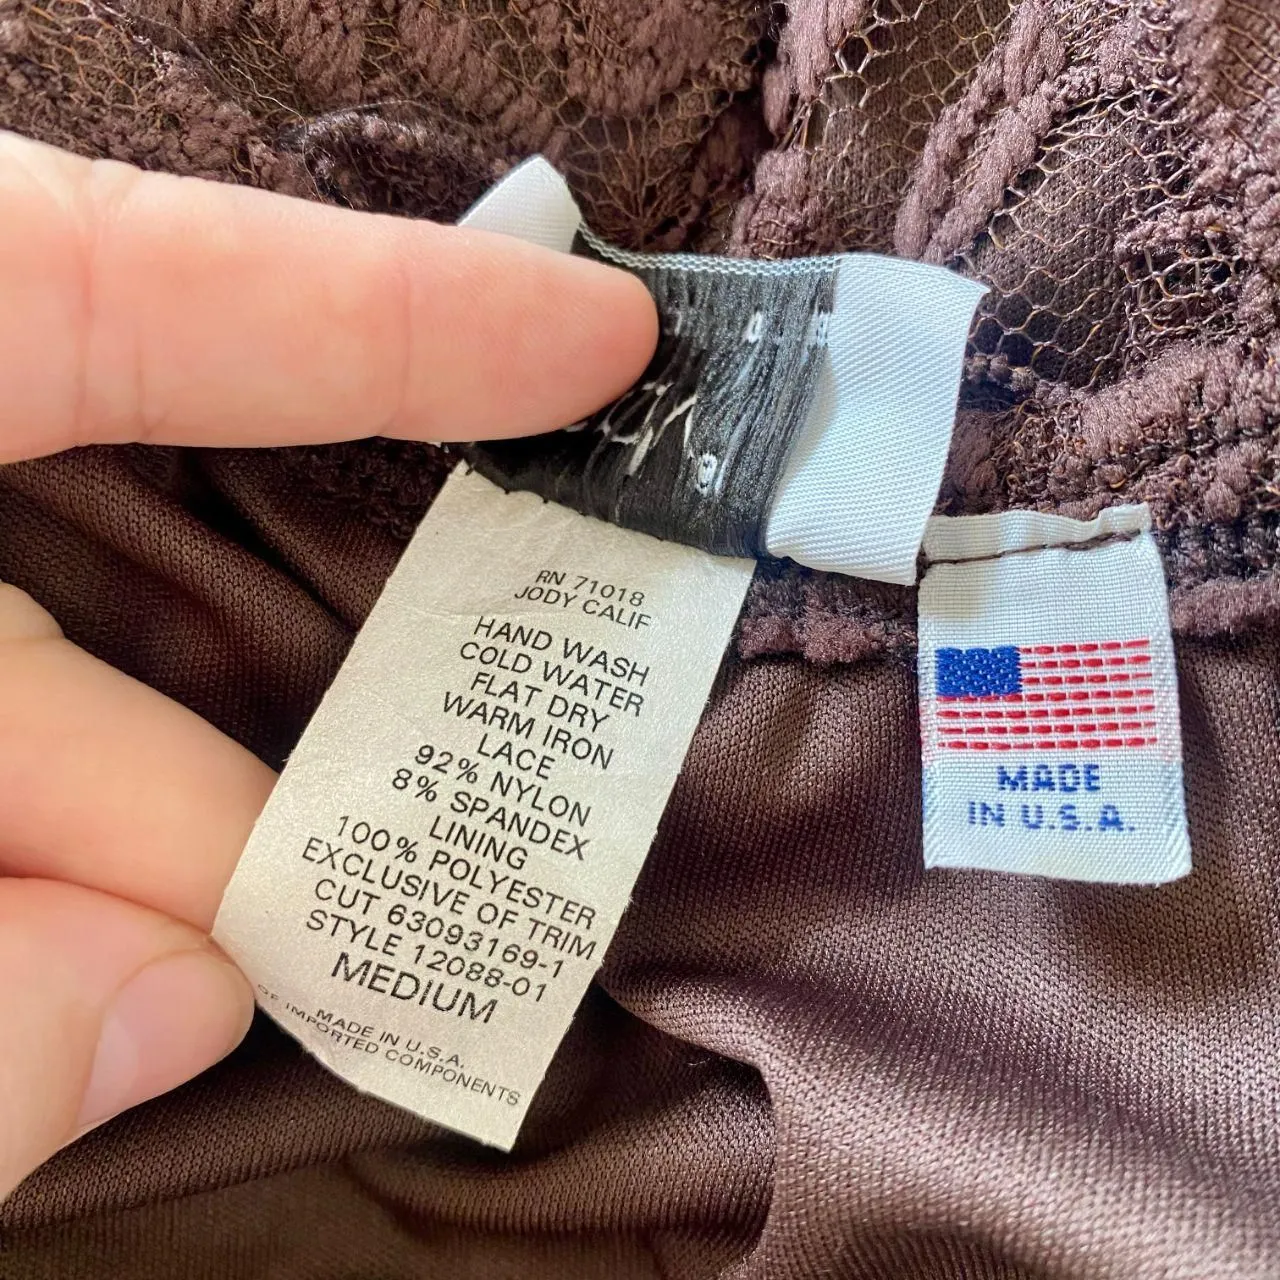 RN 71018
JODY CALIF
HAND WASH
COLD WATER
FLAT DRY
WARM IRON
LACE
92% NYLON
8% SPANDEX
LINING
100% POLYESTER
EXCLUSIVE OF TRIM
CUT 63093169-1
STYLE 12088-01
MEDIUM
MADE IN U.S.A.
OF IMPORTED COMPONENTS
MADE
IN U.S.A.